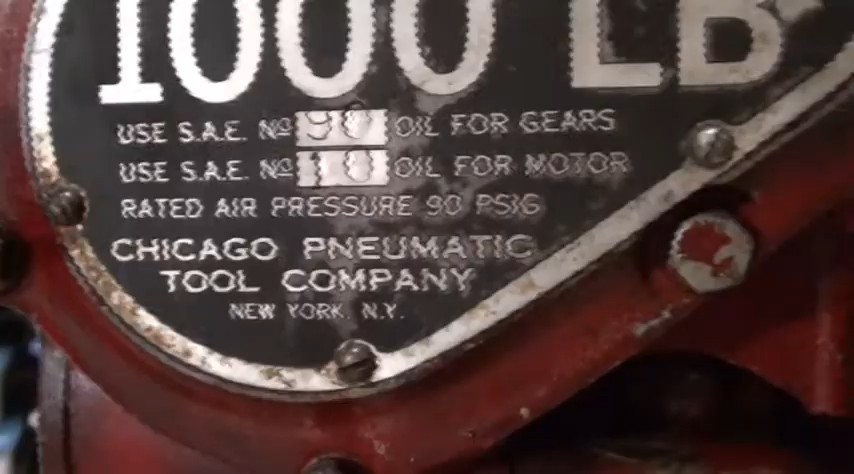 1000 LB
USE S.A.E. Nº 90 OIL FOR GEARS
USE S.A.E. Nº 10 OIL FOR MOTOR
RATED AIR PRESSURE 90 PSIG
CHICAGO PNEUMATIC
TOOL COMPANY
NEW YORK, N.Y.